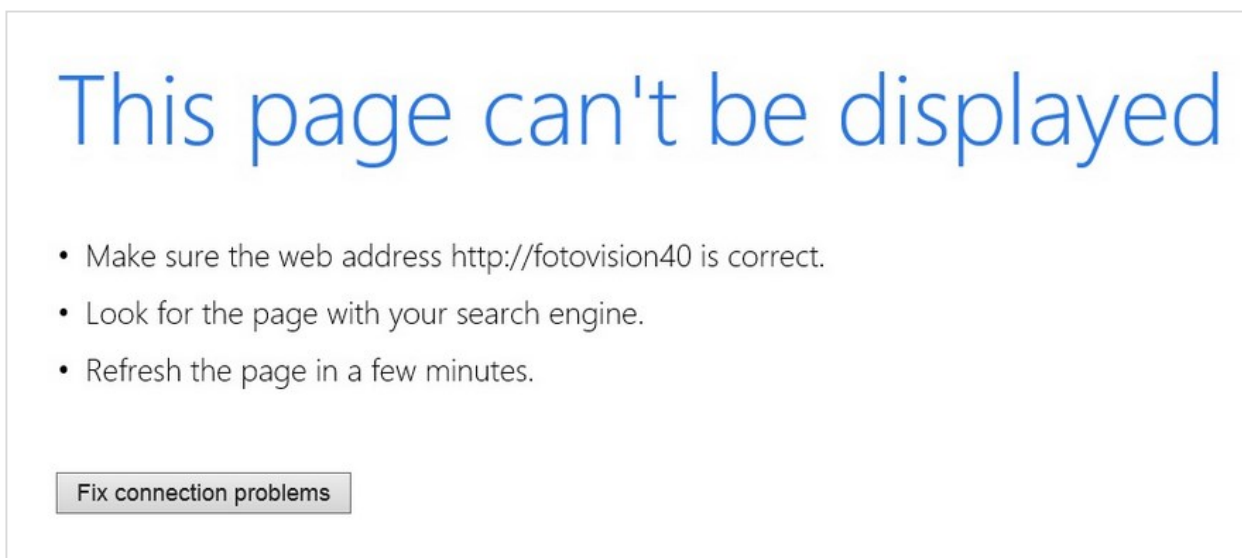 This page can't be displayed
• Make sure the web address http://fotovision40 is correct.
• Look for the page with your search engine.
• Refresh the page in a few minutes.
Fix connection problems